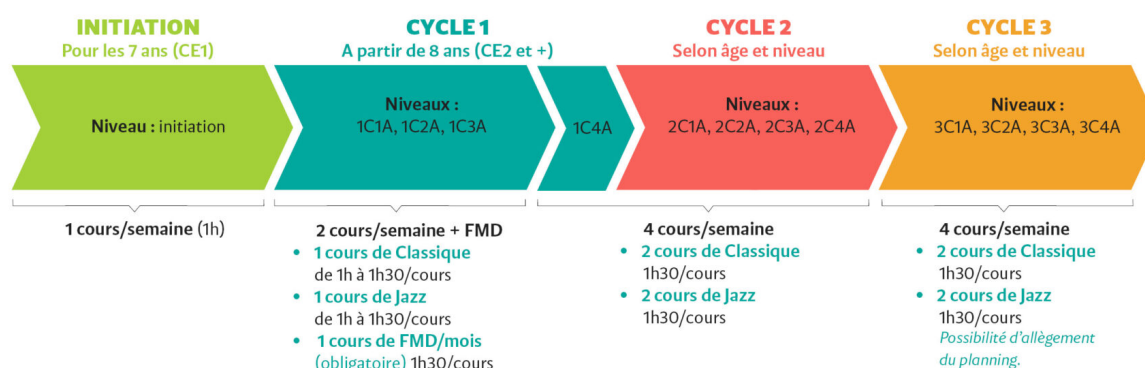 INITIATION
Pour les 7 ans (CE1)
Niveau : initiation
1 cours/semaine (1h)
CYCLE 1
A partir de 8 ans (CE2 et +)
Niveaux :
1C1A, 1C2A, 1C3A
1C4A
2 cours/semaine + FMD
• 1 cours de Classique
de 1h à 1h30/cours
• 1 cours de Jazz
de 1h à 1h30/cours
• 1 cours de FMD/mois
(obligatoire) 1h30/cours
CYCLE 2
Selon âge et niveau
Niveaux :
2C1A, 2C2A, 2C3A, 2C4A
4 cours/semaine
• 2 cours de Classique
1h30/cours
• 2 cours de Jazz
1h30/cours
CYCLE 3
Selon âge et niveau
Niveaux :
3C1A, 3C2A, 3C3A, 3C4A
4 cours/semaine
• 2 cours de Classique
1h30/cours
• 2 cours de Jazz
1h30/cours
Possibilité d'allègement
du planning.